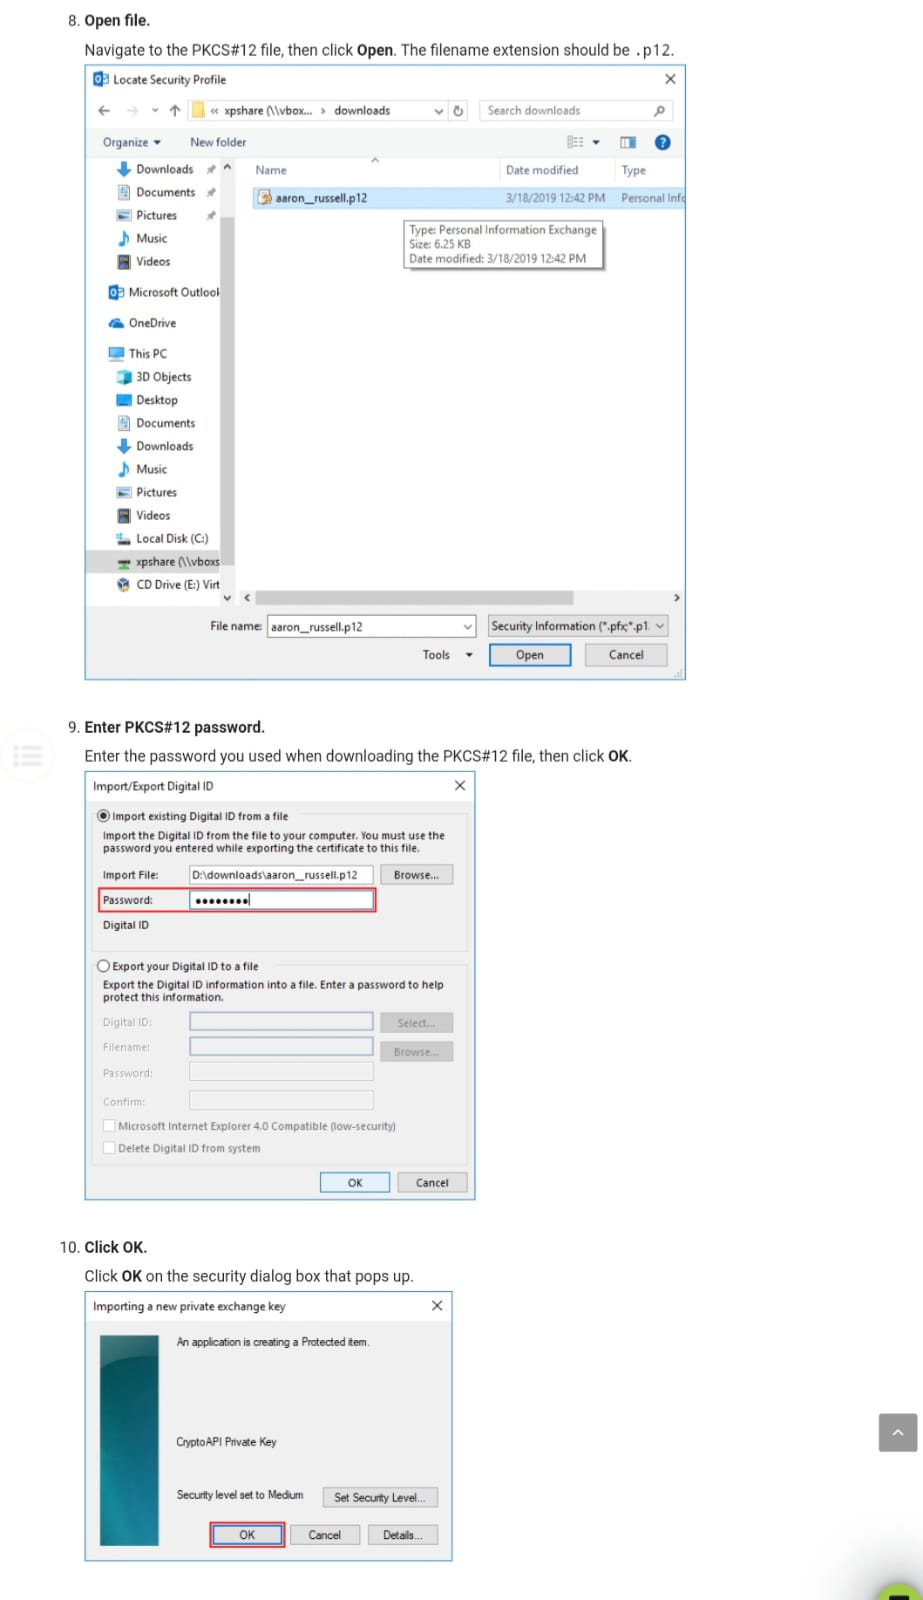 8. Open file.
Navigate to the PKCS#12 file, then click Open. The filename extension should be .p12.
Locate Security Profile
« xpshare (\\vbox... > downloads
Search downloads
Organize
New folder
Downloads
Name
Date modified
Type
Documents
aaron__russell.p12
3/18/2019 12:42 PM
Personal Info
Pictures
Type: Personal Information Exchange
Music
Size: 6.25 KB
Videos
Date modified: 3/18/2019 12:42 PM
Microsoft Outlool
OneDrive
This PC
3D Objects
Desktop
Documents
Downloads
Music
Pictures
Videos
Local Disk (C:)
xpshare (\\vboxs
CD Drive (E:) Virt
File name: aaron__russell.p12
Security Information (*.pfx;*.p1
Tools
Open
Cancel
9. Enter PKCS#12 password.
Enter the password you used when downloading the PKCS#12 file, then click OK.
Import/Export Digital ID
Import existing Digital ID from a file
Import the Digital ID from the file to your computer. You must use the
password you entered while exporting the certificate to this file.
Import File: D:\downloads\aaron__russell.p12 Browse...
Password: ••••••••
Digital ID
Export your Digital ID to a file
Export the Digital ID information into a file. Enter a password to help
protect this information.
Digital ID: Select...
Filename: Browse...
Password:
Confirm:
Microsoft Internet Explorer 4.0 Compatible (low-security)
Delete Digital ID from system
OK Cancel
10. Click OK.
Click OK on the security dialog box that pops up.
Importing a new private exchange key
An application is creating a Protected item.
CryptoAPI Private Key
Security level set to Medium Set Security Level...
OK Cancel Details...